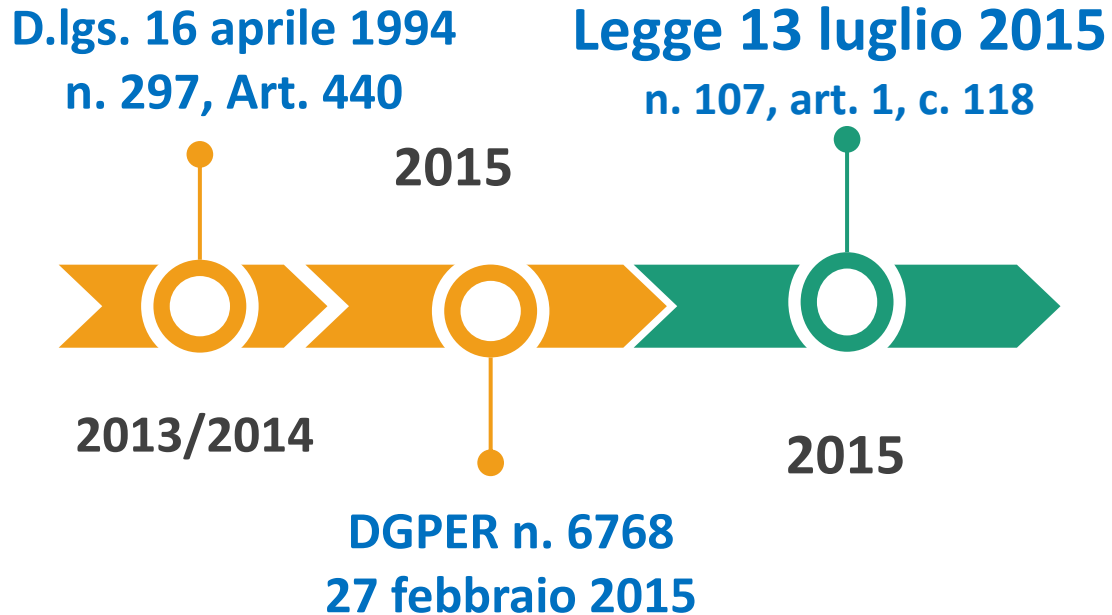 D.lgs. 16 aprile 1994
n. 297, Art. 440
Legge 13 luglio 2015
n. 107, art. 1, c. 118
2015
2013/2014
2015
DGPER n. 6768
27 febbraio 2015